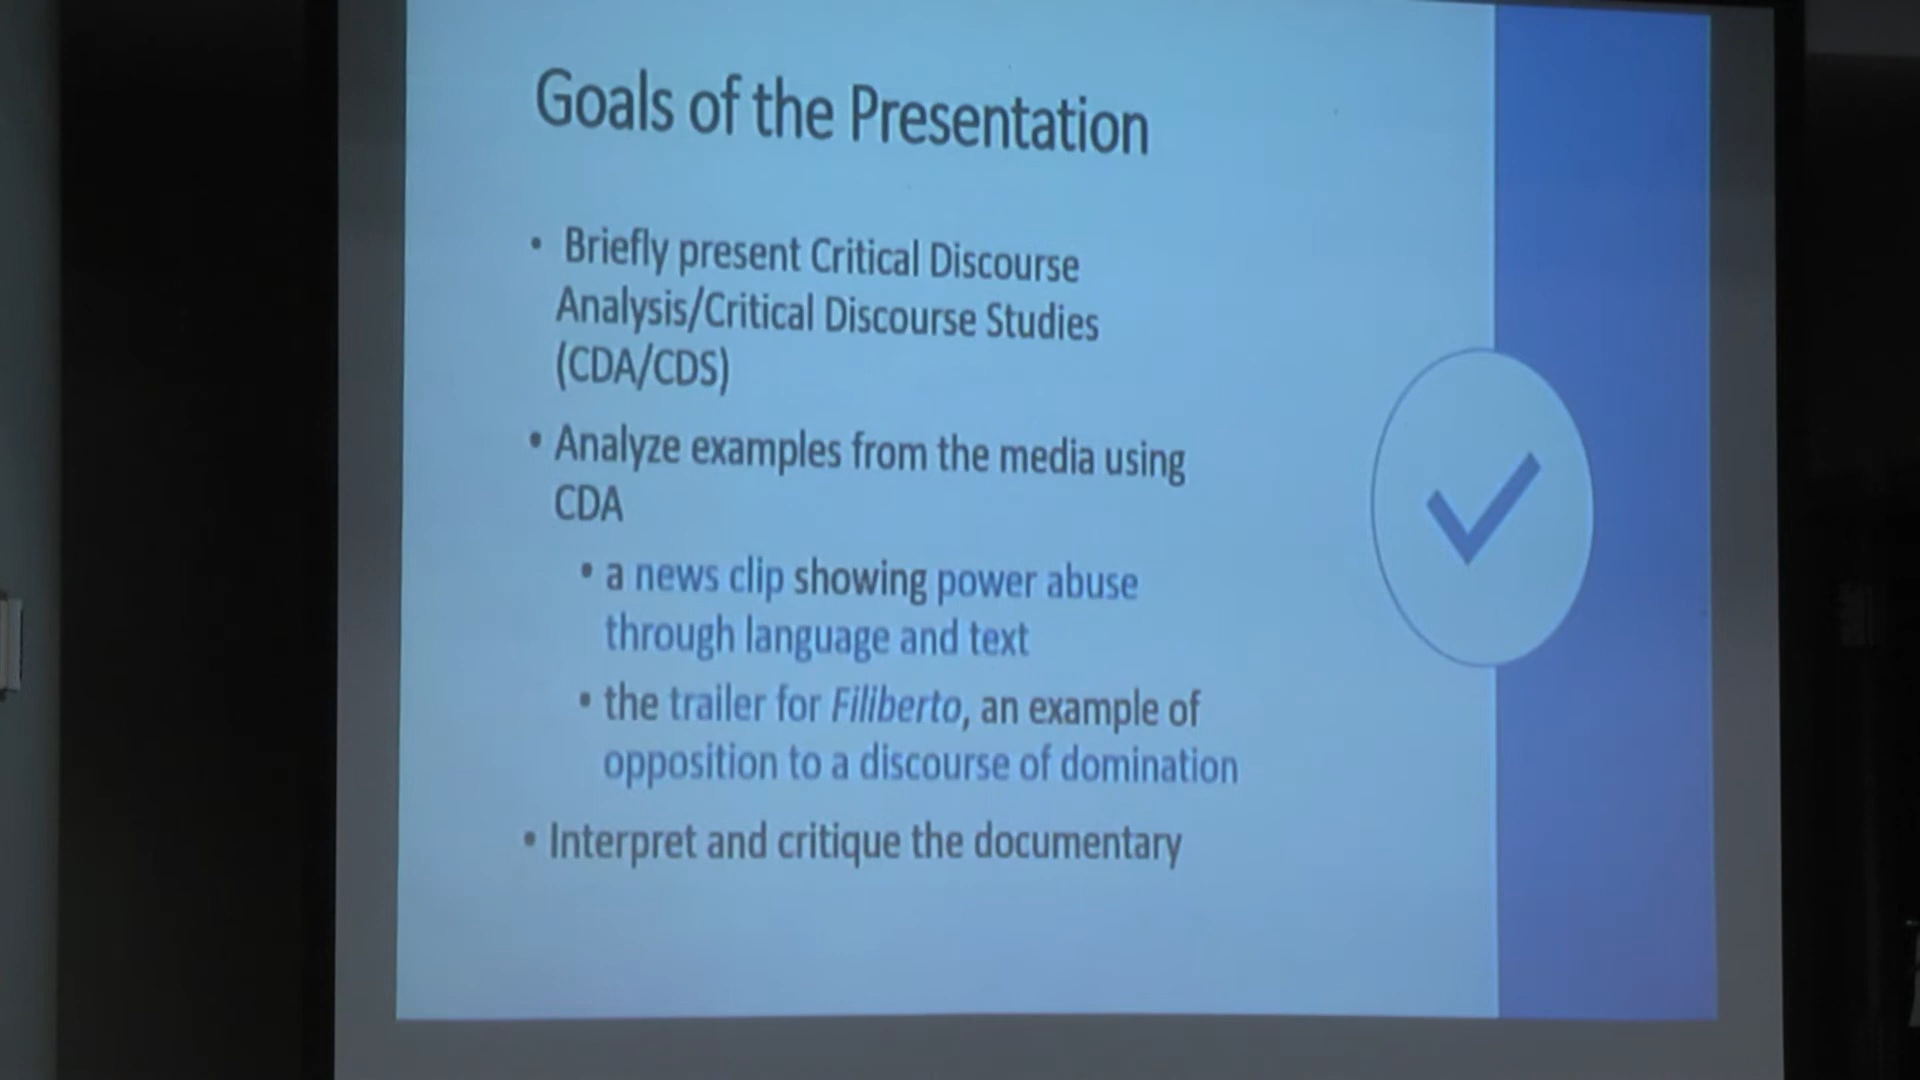 Goals of the Presentation
• Briefly present Critical Discourse
Analysis/Critical Discourse Studies
(CDA/CDS)
• Analyze examples from the media using
CDA
• a news clip showing power abuse
through language and text
• the trailer for Filiberto, an example of
opposition to a discourse of domination
• Interpret and critique the documentary